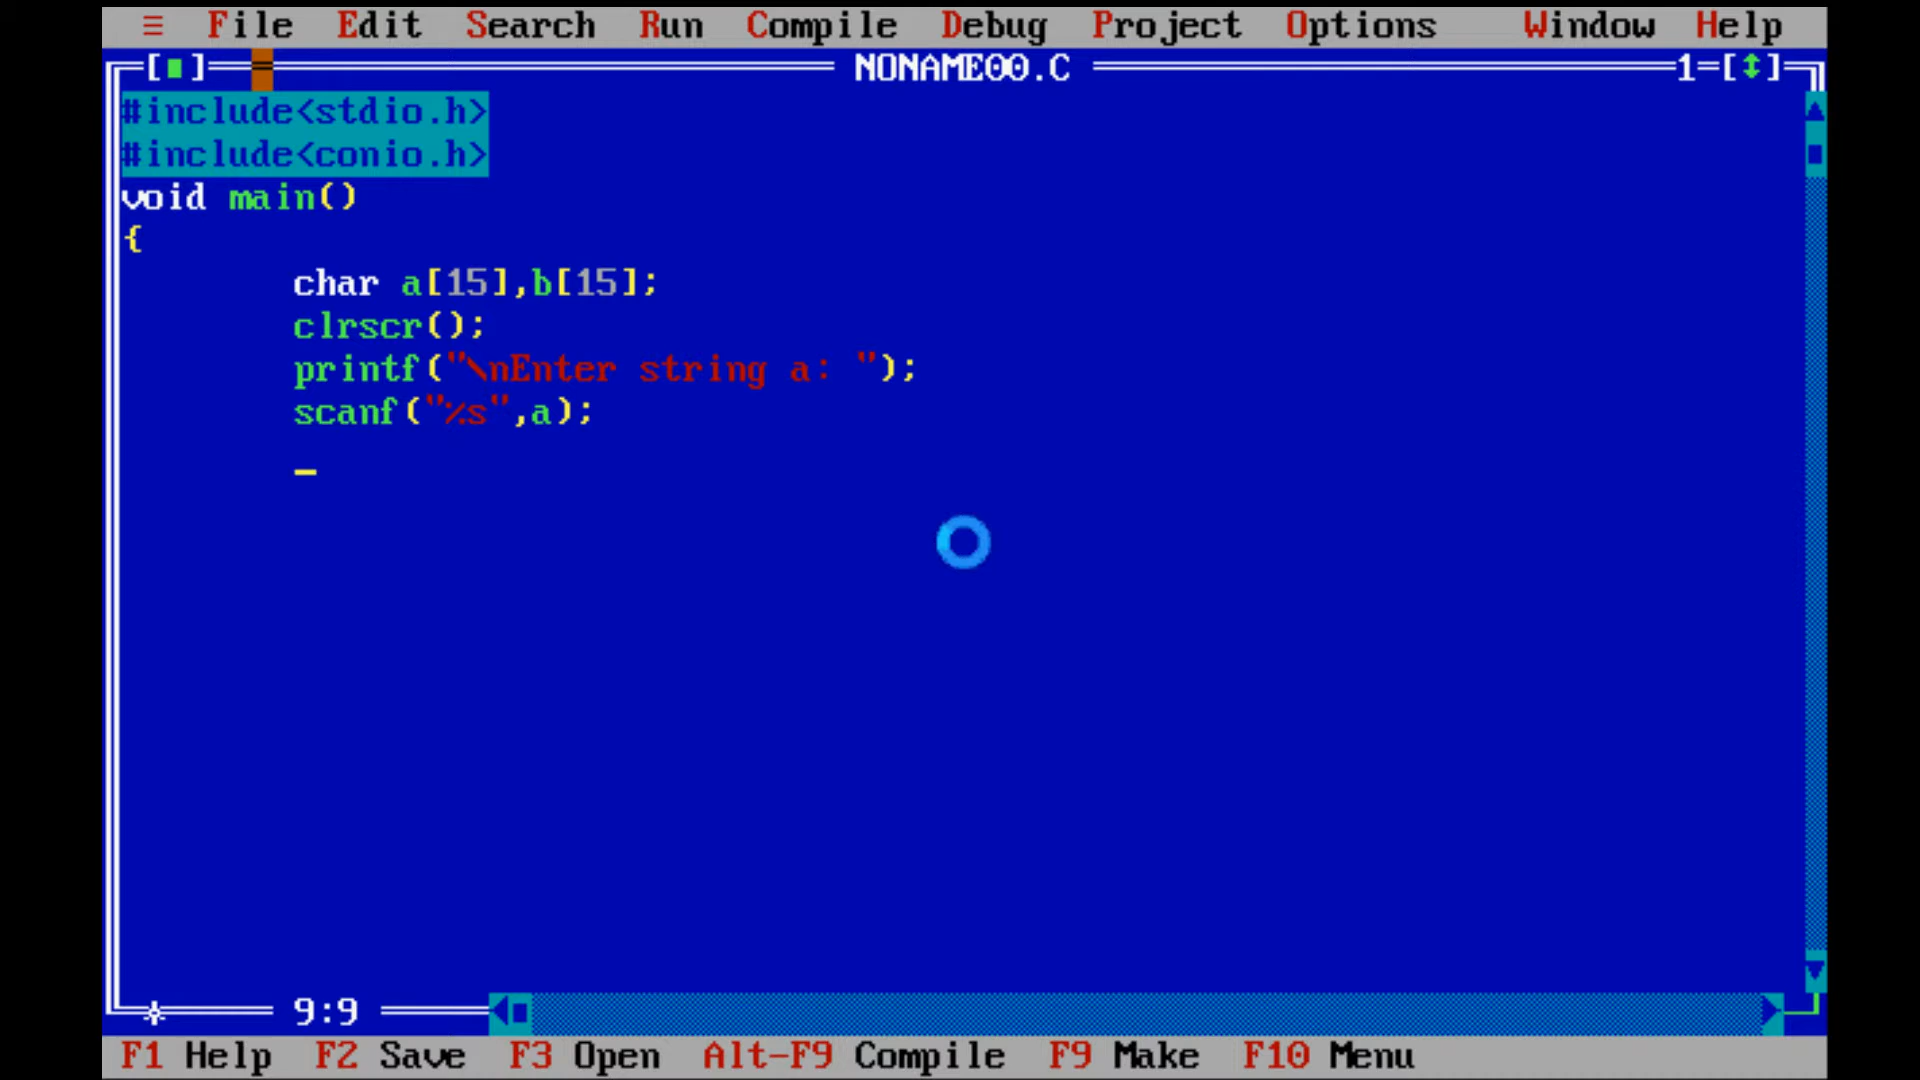 ≡ File Edit Search Run Compile Debug Project Options Window Help
[■] NONAME00.C 1=[↕]
#include<stdio.h>
#include<conio.h>
void main()
{
char a[15],b[15];
clrscr();
printf("\nEnter string a: ");
scanf("%s",a);
9:9
F1 Help F2 Save F3 Open Alt-F9 Compile F9 Make F10 Menu